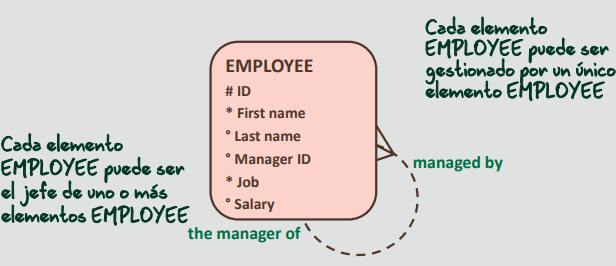 Cada elemento
EMPLOYEE puede ser
gestionado por un único
elemento EMPLOYEE
EMPLOYEE
# ID
* First name
° Last name
° Manager ID
* Job
° Salary
Cada elemento
EMPLOYEE puede ser
el jefe de uno o más
elementos EMPLOYEE
managed by
the manager of